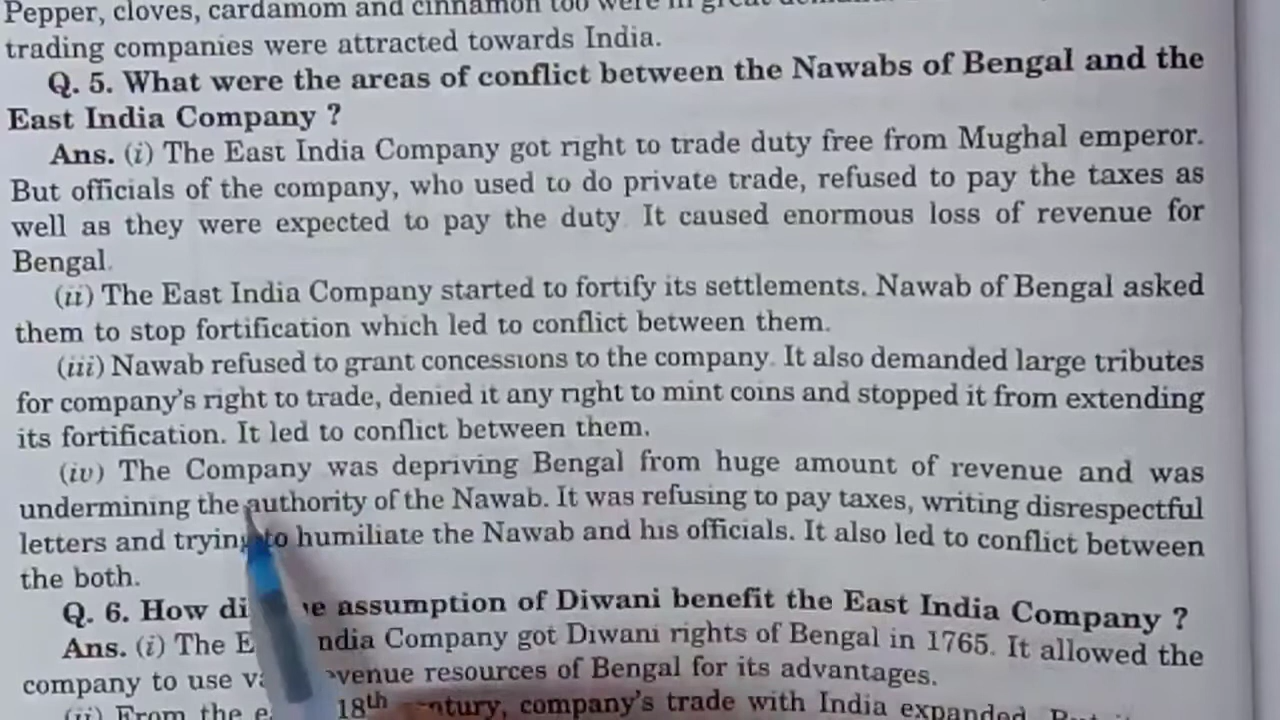 Pepper, cloves, cardamom and cinnamon too were in great
trading companies were attracted towards India.
Q. 5. What were the areas of conflict between the Nawabs of Bengal and the
East India Company ?
Ans. (i) The East India Company got right to trade duty free from Mughal emperor.
But officials of the company, who used to do private trade, refused to pay the taxes as
well as they were expected to pay the duty. It caused enormous loss of revenue for
Bengal.
(ii) The East India Company started to fortify its settlements. Nawab of Bengal asked
them to stop fortification which led to conflict between them.
(iii) Nawab refused to grant concessions to the company. It also demanded large tributes
for company's right to trade, denied it any right to mint coins and stopped it from extending
its fortification. It led to conflict between them.
(iv) The Company was depriving Bengal from huge amount of revenue and was
undermining the authority of the Nawab. It was refusing to pay taxes, writing disrespectful
letters and trying to humiliate the Nawab and his officials. It also led to conflict between
the both.
Q. 6. How assumption of Diwani benefit the East India Company ?
Ans. (i) The India Company got Diwani rights of Bengal in 1765. It allowed the
company to use revenue resources of Bengal for its advantages.
(ii) From the 18th century, company's trade with India expanded.